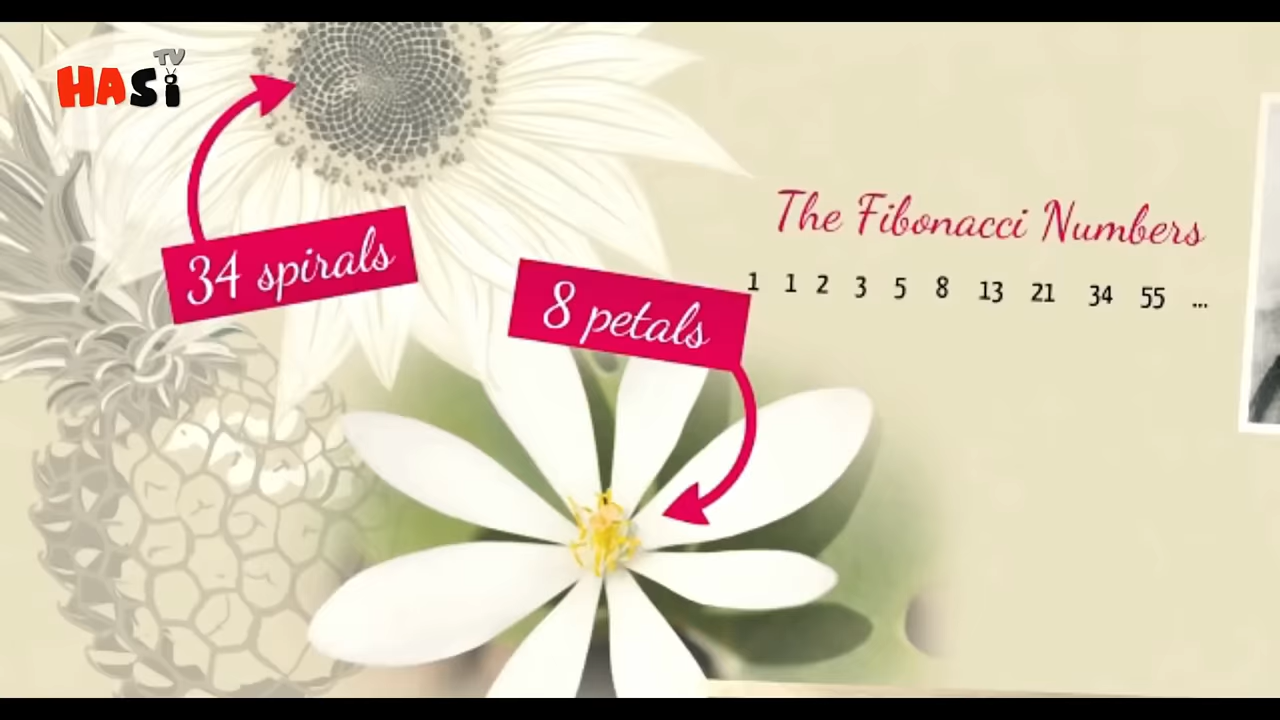 TV
HASi
34 spirals
8 petals
The Fibonacci Numbers
1 1 2 3 5 8 13 21 34 55 ...